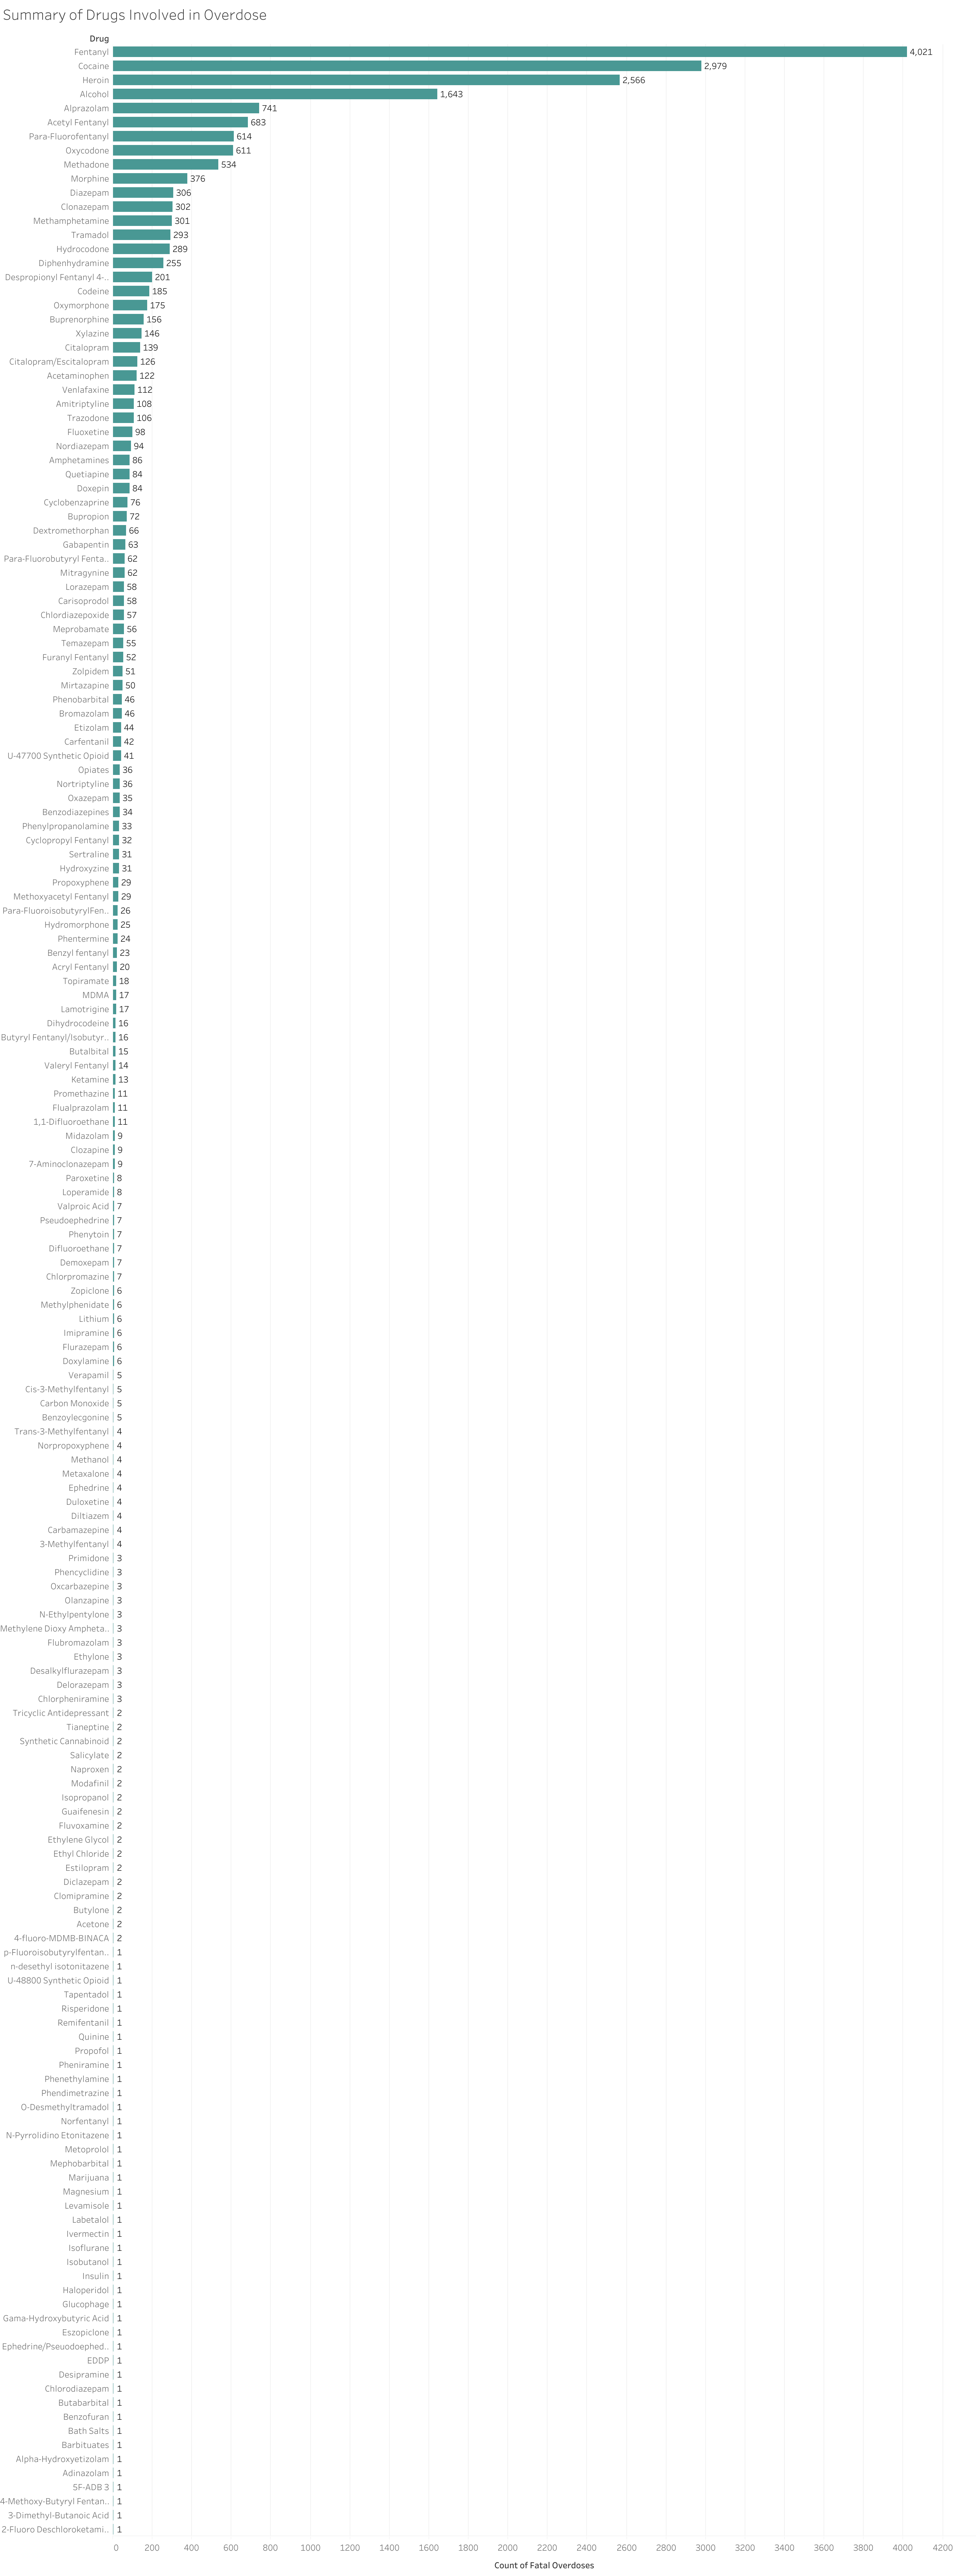 Summary of Drugs Involved in Overdose
Drug
Fentanyl 4,021
Cocaine 2,979
Heroin 2,566
Alcohol 1,643
Alprazolam 741
Acetyl Fentanyl 683
Para-Fluorofentanyl 614
Oxycodone 611
Methadone 534
Morphine 376
Diazepam 306
Clonazepam 302
Methamphetamine 301
Tramadol 293
Hydrocodone 289
Diphenhydramine 255
Despropionyl Fentanyl 4-.. 201
Codeine 185
Oxymorphone 175
Buprenorphine 156
Xylazine 146
Citalopram 139
Citalopram/Escitalopram 126
Acetaminophen 122
Venlafaxine 112
Amitriptyline 108
Trazodone 106
Fluoxetine 98
Nordiazepam 94
Amphetamines 86
Quetiapine 84
Doxepin 84
Cyclobenzaprine 76
Bupropion 72
Dextromethorphan 66
Gabapentin 63
Para-Fluorobutyryl Fenta.. 62
Mitragynine 62
Lorazepam 58
Carisoprodol 58
Chlordiazepoxide 57
Meprobamate 56
Temazepam 55
Furanyl Fentanyl 52
Zolpidem 51
Mirtazapine 50
Phenobarbital 46
Bromazolam 46
Etizolam 44
Carfentanil 42
U-47700 Synthetic Opioid 41
Opiates 36
Nortriptyline 36
Oxazepam 35
Benzodiazepines 34
Phenylpropanolamine 33
Cyclopropyl Fentanyl 32
Sertraline 31
Hydroxyzine 31
Propoxyphene 29
Methoxyacetyl Fentanyl 29
Para-FluoroisobutyrylFen.. 26
Hydromorphone 25
Phentermine 24
Benzyl fentanyl 23
Acryl Fentanyl 20
Topiramate 18
MDMA 17
Lamotrigine 17
Dihydrocodeine 16
Butyryl Fentanyl/Isobutyr.. 16
Butalbital 15
Valeryl Fentanyl 14
Ketamine 13
Promethazine 11
Flualprazolam 11
1,1-Difluoroethane 11
Midazolam 9
Clozapine 9
7-Aminoclonazepam 9
Paroxetine 8
Loperamide 8
Valproic Acid 7
Pseudoephedrine 7
Phenytoin 7
Difluoroethane 7
Demoxepam 7
Chlorpromazine 7
Zopiclone 6
Methylphenidate 6
Lithium 6
Imipramine 6
Flurazepam 6
Doxylamine 6
Verapamil 5
Cis-3-Methylfentanyl 5
Carbon Monoxide 5
Benzoylecgonine 5
Trans-3-Methylfentanyl 4
Norpropoxyphene 4
Methanol 4
Metaxalone 4
Ephedrine 4
Duloxetine 4
Diltiazem 4
Carbamazepine 4
3-Methylfentanyl 4
Primidone 3
Phencyclidine 3
Oxcarbazepine 3
Olanzapine 3
N-Ethylpentylone 3
Methylene Dioxy Ampheta.. 3
Flubromazolam 3
Ethylone 3
Desalkylflurazepam 3
Delorazepam 3
Chlorpheniramine 3
Tricyclic Antidepressant 2
Tianeptine 2
Synthetic Cannabinoid 2
Salicylate 2
Naproxen 2
Modafinil 2
Isopropanol 2
Guaifenesin 2
Fluvoxamine 2
Ethylene Glycol 2
Ethyl Chloride 2
Estilopram 2
Diclazepam 2
Clomipramine 2
Butylone 2
Acetone 2
4-fluoro-MDMB-BINACA 2
p-Fluoroisobutyrylfentan.. 1
n-desethyl isotonitazene 1
U-48800 Synthetic Opioid 1
Tapentadol 1
Risperidone 1
Remifentanil 1
Quinine 1
Propofol 1
Pheniramine 1
Phenethylamine 1
Phendimetrazine 1
O-Desmethyltramadol 1
Norfentanyl 1
N-Pyrrolidino Etonitazene 1
Metoprolol 1
Mephobarbital 1
Marijuana 1
Magnesium 1
Levamisole 1
Labetalol 1
Ivermectin 1
Isoflurane 1
Isobutanol 1
Insulin 1
Haloperidol 1
Glucophage 1
Gama-Hydroxybutyric Acid 1
Eszopiclone 1
Ephedrine/Pseuodoephed.. 1
EDDP 1
Desipramine 1
Chlorodiazepam 1
Butabarbital 1
Benzofuran 1
Bath Salts 1
Barbituates 1
Alpha-Hydroxyetizolam 1
Adinazolam 1
5F-ADB 3 1
4-Methoxy-Butyryl Fentan.. 1
3-Dimethyl-Butanoic Acid 1
2-Fluoro Deschloroketami.. 1
0 200 400 600 800 1000 1200 1400 1600 1800 2000 2200 2400 2600 2800 3000 3200 3400 3600 3800 4000 4200
Count of Fatal Overdoses